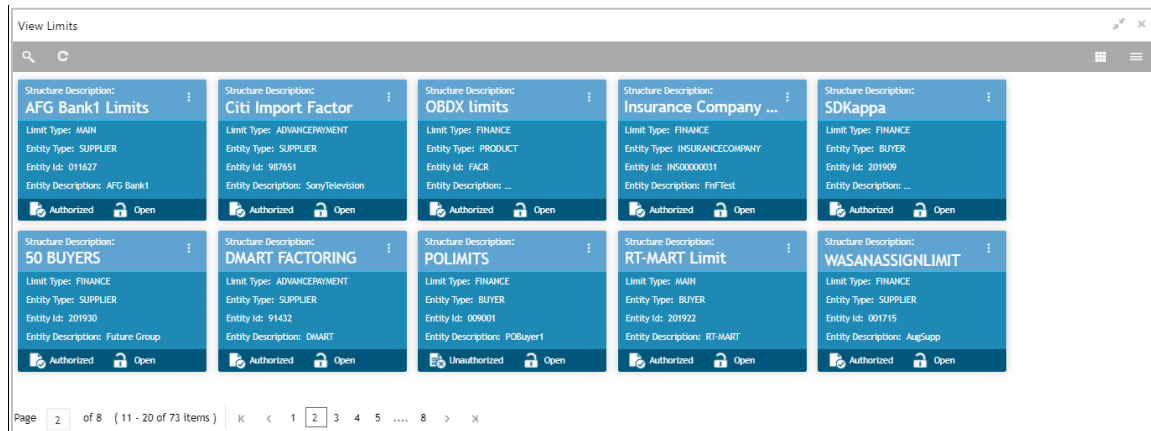 View Limits
Structure Description:
AFG Bank1 Limits
Limit Type: MAIN
Entity Type: SUPPLIER
Entity Id: 011627
Entity Description: AFG Bank1
Authorized Open
Structure Description:
Citi Import Factor
Limit Type: ADVANCEPAYMENT
Entity Type: SUPPLIER
Entity Id: 987651
Entity Description: SonyTelevision
Authorized Open
Structure Description:
OBDX limits
Limit Type: FINANCE
Entity Type: PRODUCT
Entity Id: FACR
Entity Description: ...
Authorized Open
Structure Description:
Insurance Company ...
Limit Type: FINANCE
Entity Type: INSURANCECOMPANY
Entity Id: INS00000031
Entity Description: FnFTest
Authorized Open
Structure Description:
SDKappa
Limit Type: FINANCE
Entity Type: BUYER
Entity Id: 201909
Entity Description: ...
Authorized Open
Structure Description:
50 BUYERS
Limit Type: FINANCE
Entity Type: SUPPLIER
Entity Id: 201930
Entity Description: Future Group
Authorized Open
Structure Description:
DMART FACTORING
Limit Type: ADVANCEPAYMENT
Entity Type: SUPPLIER
Entity Id: 91432
Entity Description: DMART
Authorized Open
Structure Description:
POLIMITS
Limit Type: FINANCE
Entity Type: BUYER
Entity Id: 009001
Entity Description: POBuyer1
Unauthorized Open
Structure Description:
RT-MART Limit
Limit Type: MAIN
Entity Type: BUYER
Entity Id: 201922
Entity Description: RT-MART
Authorized Open
Structure Description:
WASANASSIGNLIMIT
Limit Type: FINANCE
Entity Type: SUPPLIER
Entity Id: 001715
Entity Description: AugSupp
Authorized Open
Page 2 of 8 ( 11 - 20 of 73 items ) 1 2 3 4 5 .... 8